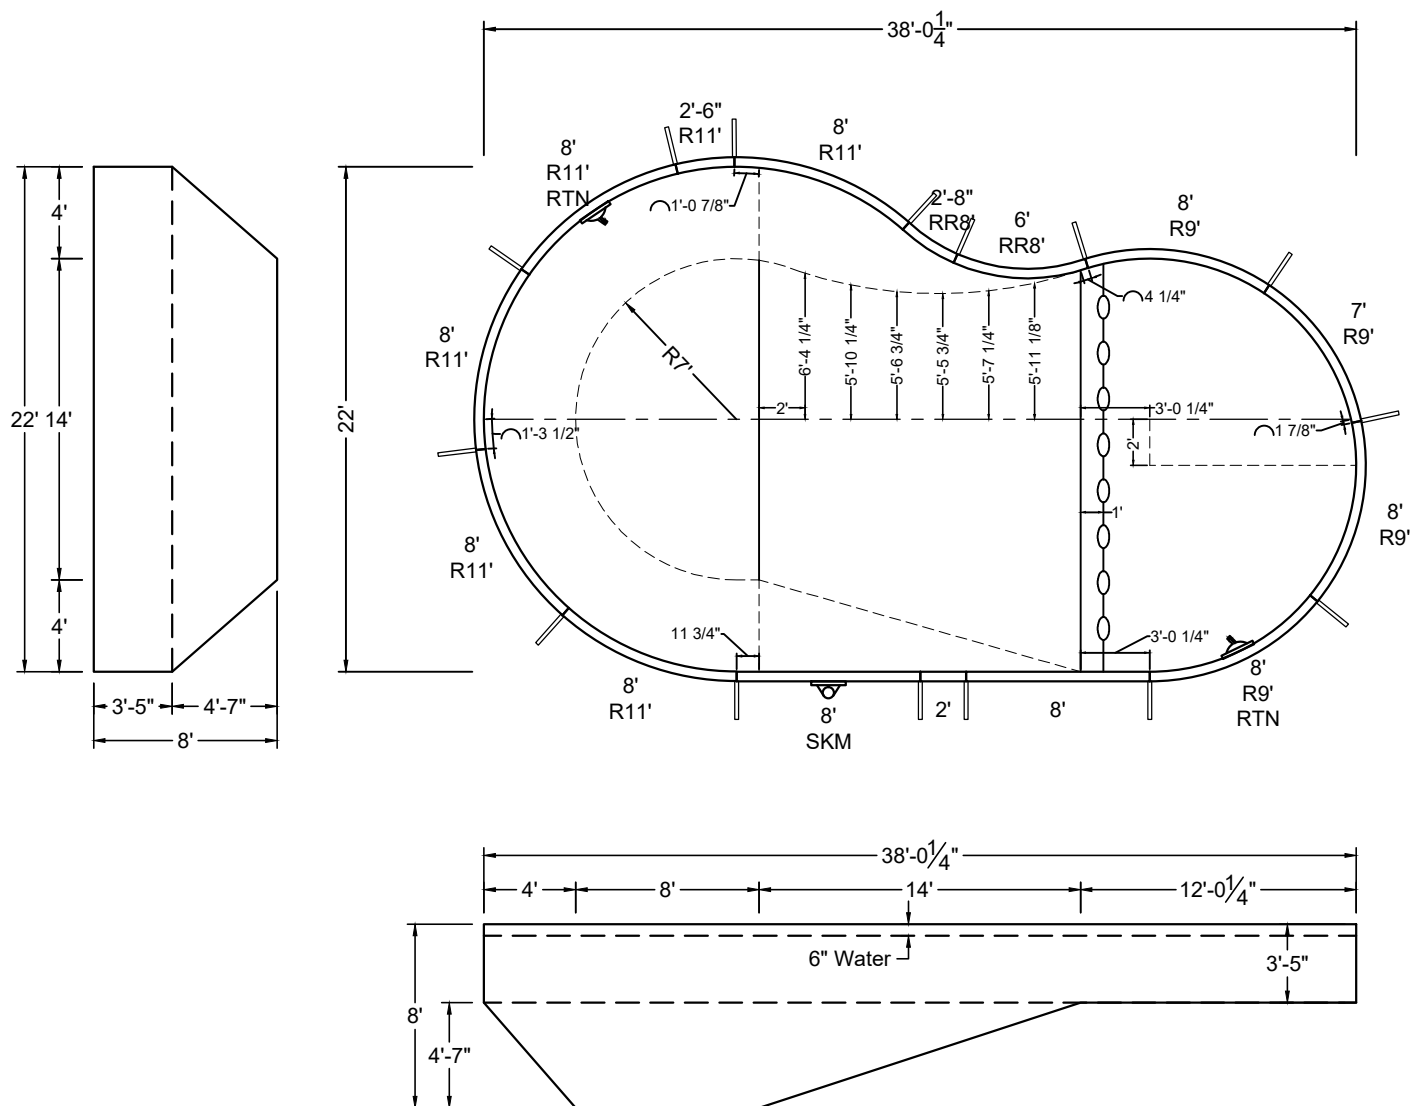 38'-0 1/4"
2'-6"
R11'
8'
R11'
8'
R11'
RTN
1'-0 7/8"
2'-8"
RR8'
6'
RR8'
8'
R9'
4 1/4"
7'
R9'
8'
R11'
R7'
6'-4 1/4"
5'-10 1/4"
5'-6 3/4"
5'-5 3/4"
5'-7 1/4"
5'-11 1/8"
2'
3'-0 1/4"
1'-3 1/2"
1 7/8"
2'
1'
8'
R9'
8'
R11'
11 3/4"
3'-0 1/4"
8'
R11'
8'
SKM
2'
8'
8'
R9'
RTN
22'
4'
22'
14'
4'
3'-5"
4'-7"
8'
38'-0 1/4"
4'
8'
14'
12'-0 1/4"
6" Water
3'-5"
8'
4'-7"